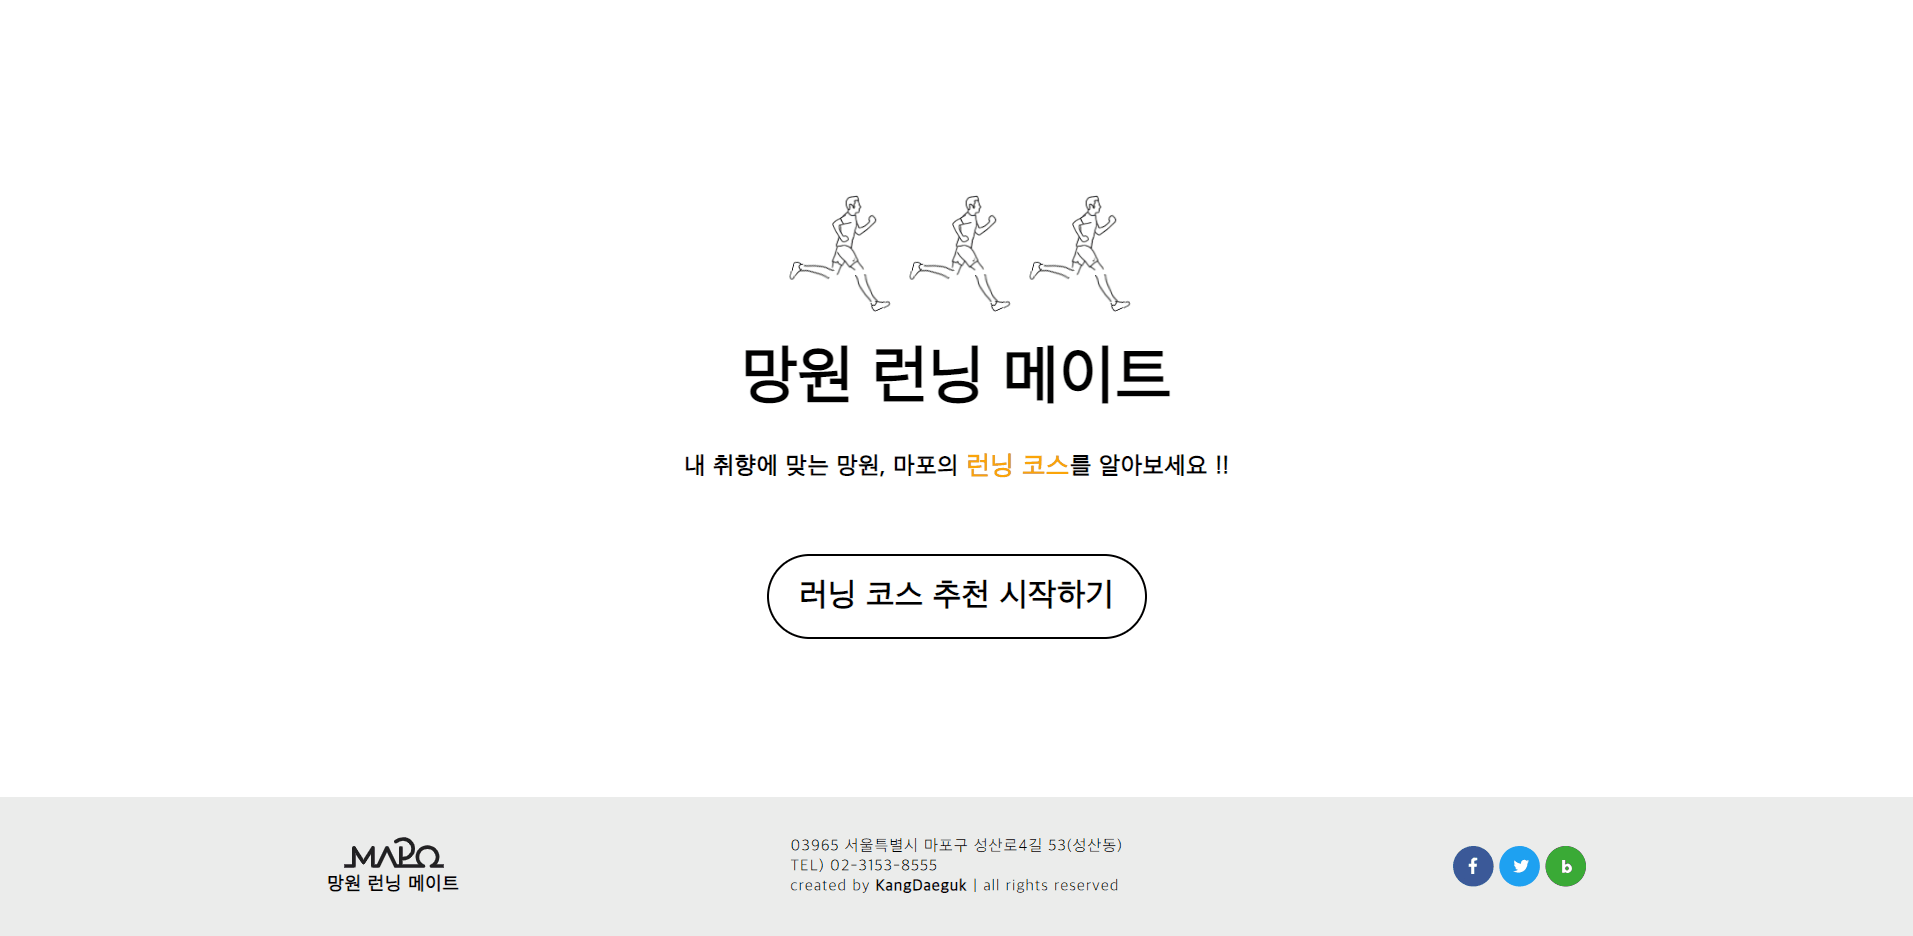 망원 런닝 메이트
내 취향에 맞는 망원, 마포의 런닝 코스를 알아보세요 !!
러닝 코스 추천 시작하기
MAPO
망원 런닝 메이트
03965 서울특별시 마포구 성산로4길 53(성산동)
TEL) 02-3153-8555
created by KangDaeguk | all rights reserved
f
b